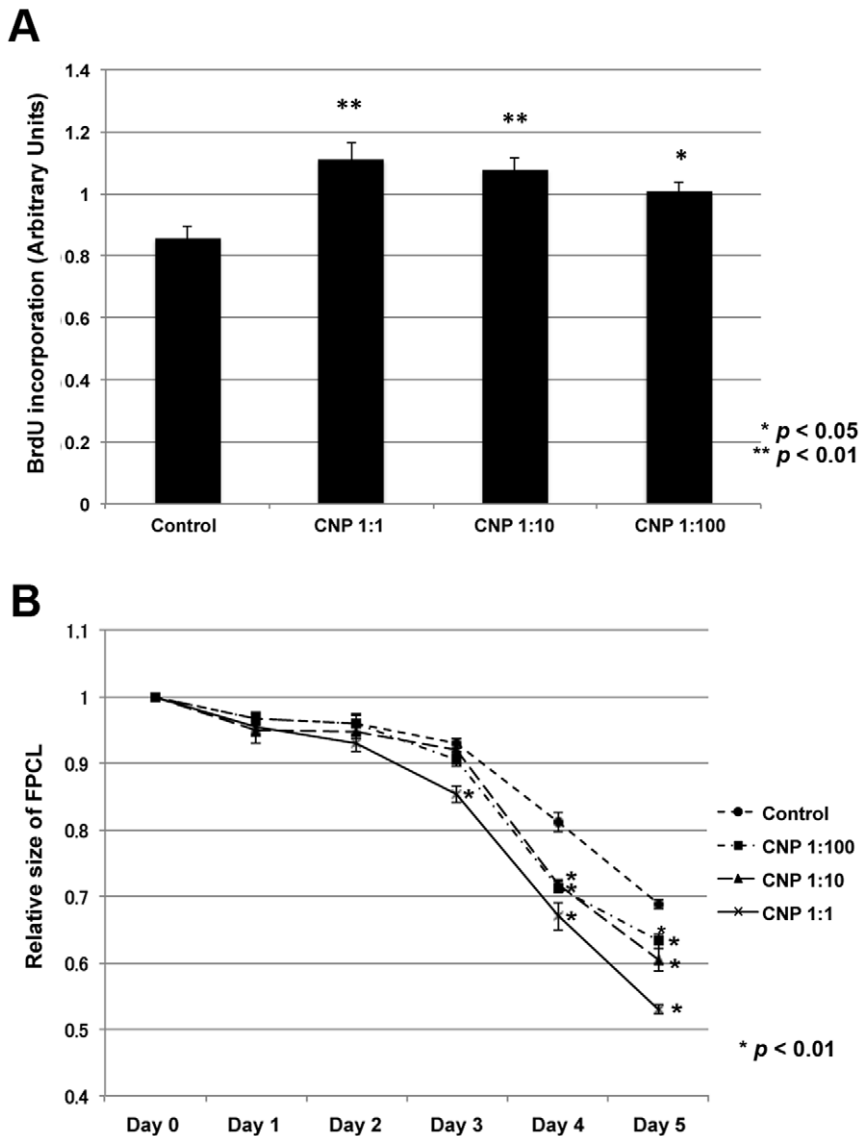 A
BrdU incorporation (Arbitrary Units)
1.4
1.2
1
0.8
0.6
0.4
0.2
0
**
**
*
* p < 0.05
** p < 0.01
Control
CNP 1:1
CNP 1:10
CNP 1:100
B
Relative size of FPCL
1.1
1
0.9
0.8
0.7
0.6
0.5
0.4
*
*
*
*
*
*
*
*
Control
CNP 1:100
CNP 1:10
CNP 1:1
* p < 0.01
Day 0
Day 1
Day 2
Day 3
Day 4
Day 5